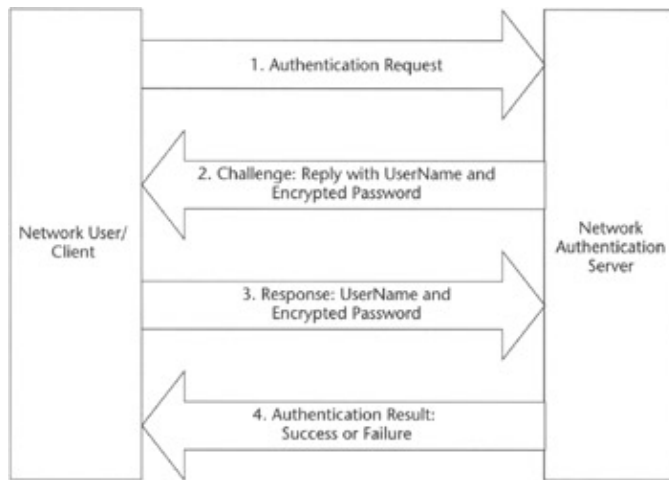 1. Authentication Request
2. Challenge: Reply with UserName and
Encrypted Password
Network User/
Client
Network
Authentication
Server
3. Response: UserName and
Encrypted Password
4. Authentication Result:
Success or Failure